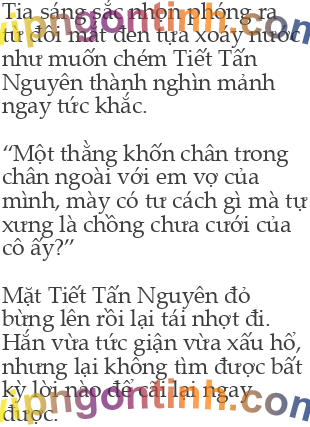 Tia sáng sắc nhọn phóng ra
từ đôi mắt đen tựa xoáy nước
như muốn chém Tiết Tấn
Nguyên thành nghìn mảnh
ngay tức khắc.
“Một thằng khốn chân trong
chân ngoài với em vợ của
mình, mày có tư cách gì mà tự
xưng là chồng chưa cưới của
cô ấy?”
Mặt Tiết Tấn Nguyên đỏ
bừng lên rồi lại tái nhợt đi.
Hắn vừa tức giận vừa xấu hổ,
nhưng lại không tìm được bất
kỳ lời nào để cãi lại ngay
được.
vipngontinh.com
vipngontinh.com